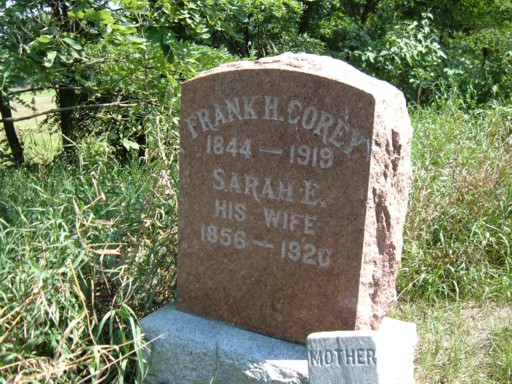 FRANK H. COREY
1844 — 1919
SARAH E.
HIS WIFE
1856 — 1920
MOTHER